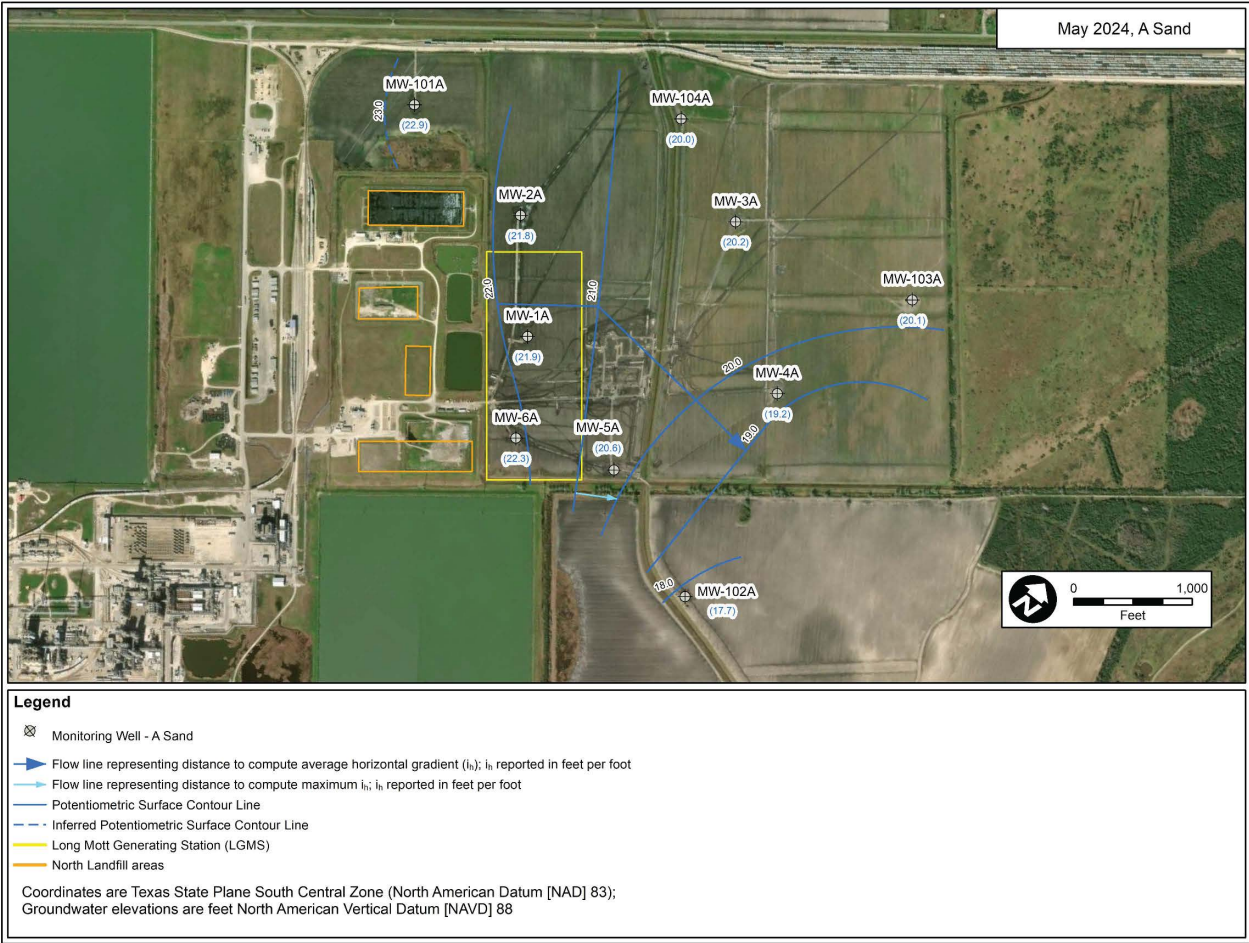 May 2024, A Sand
MW-101A
(22.9)
23.0
MW-104A
(20.0)
MW-2A
(21.8)
MW-3A
(20.2)
MW-103A
(20.1)
22.0
21.0
MW-1A
(21.9)
20.0
MW-4A
(19.2)
MW-6A
(22.3)
MW-5A
(20.6)
19.0
18.0
MW-102A
(17.7)
N
0 1,000
Feet
Legend
Monitoring Well - A Sand
Flow line representing distance to compute average horizontal gradient (iₕ); iₕ reported in feet per foot
Flow line representing distance to compute maximum iₕ; iₕ reported in feet per foot
Potentiometric Surface Contour Line
Inferred Potentiometric Surface Contour Line
Long Mott Generating Station (LGMS)
North Landfill areas
Coordinates are Texas State Plane South Central Zone (North American Datum [NAD] 83);
Groundwater elevations are feet North American Vertical Datum [NAVD] 88